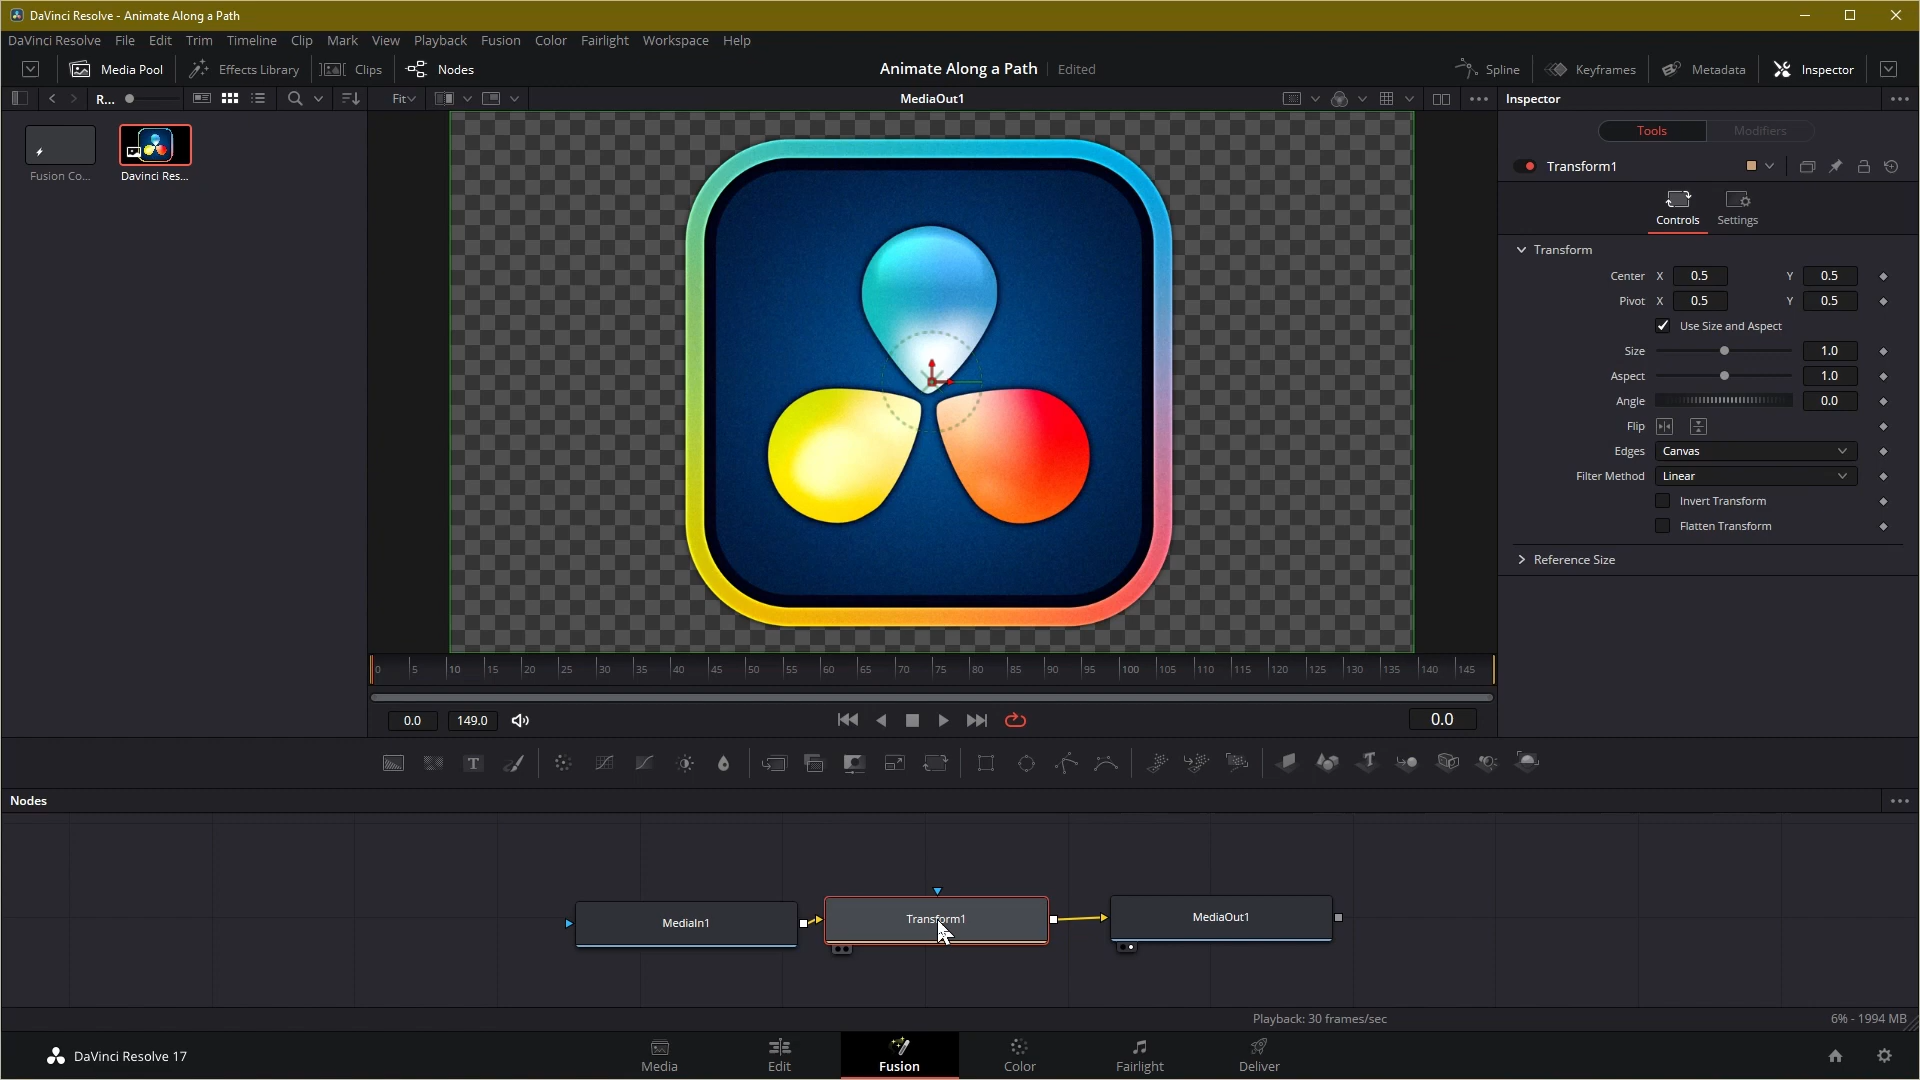 DaVinci Resolve - Animate Along a Path
DaVinci Resolve File Edit Trim Timeline Clip Mark View Playback Fusion Color Fairlight Workspace Help
Media Pool Effects Library Clips Nodes Animate Along a Path Edited Spline Keyframes Metadata Inspector
R... Fit MediaOut1 Inspector
Tools Modifiers
Transform1
Fusion Co... Davinci Res...
Controls Settings
Transform
Center X 0.5 Y 0.5
Pivot X 0.5 Y 0.5
Use Size and Aspect
Size 1.0
Aspect 1.0
Angle 0.0
Flip
Edges Canvas
Filter Method Linear
Invert Transform
Flatten Transform
Reference Size
0 5 10 15 20 25 30 35 40 45 50 55 60 65 70 75 80 85 90 95 100 105 110 115 120 125 130 135 140 145
0.0 149.0 0.0
T T
Nodes
MediaIn1 Transform1 MediaOut1
Playback: 30 frames/sec 6% - 1994 MB
DaVinci Resolve 17 Media Edit Fusion Color Fairlight Deliver